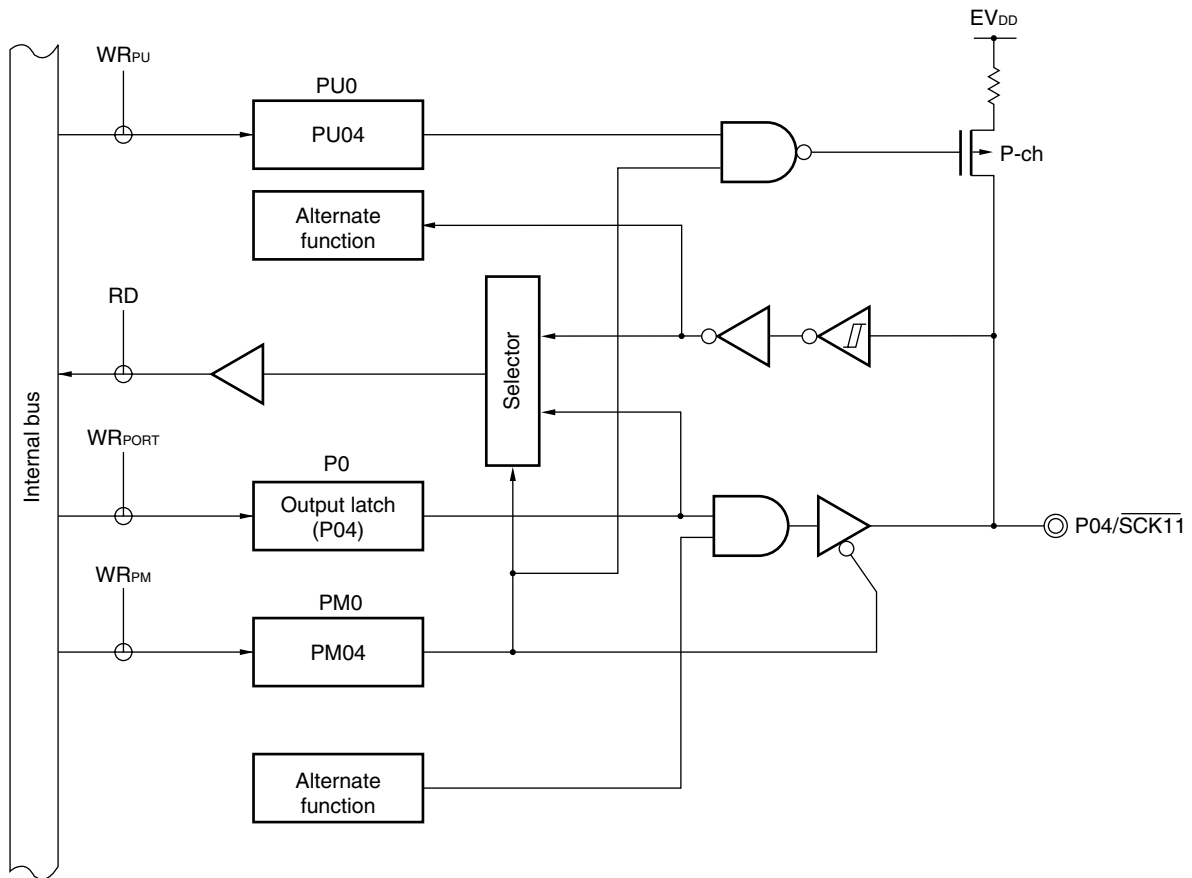 EVDD
WRPU
PU0
PU04
P-ch
Alternate
function
RD
Selector
Internal bus
WRPORT
P0
Output latch
(P04)
P04/SCK11
WRPM
PM0
PM04
Alternate
function